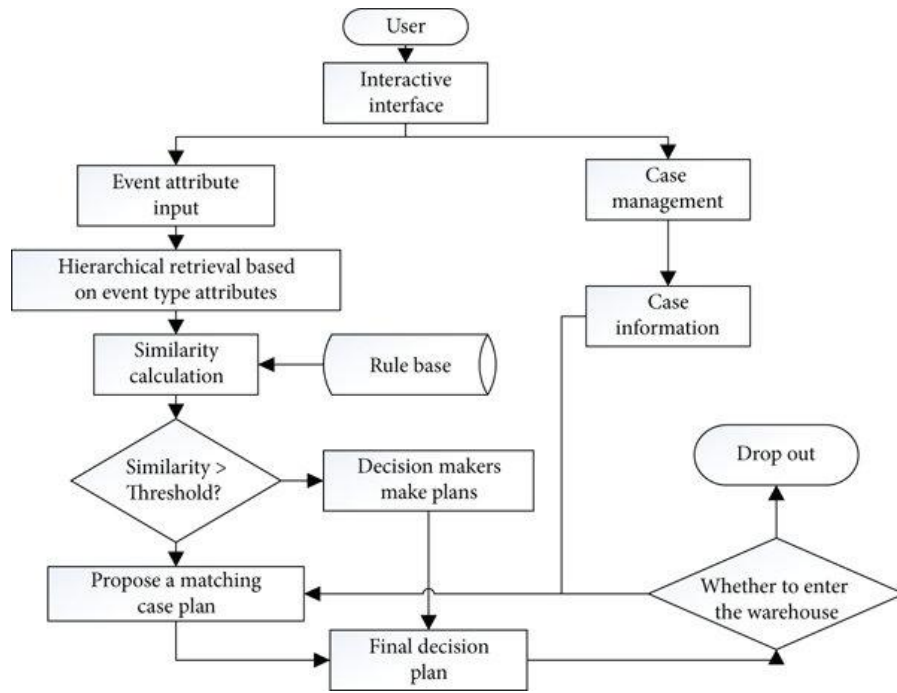 User
Interactive
interface
Event attribute
input
Case
management
Hierarchical retrieval based
on event type attributes
Case
information
Similarity
calculation
Rule base
Similarity >
Threshold?
Decision makers
make plans
Drop out
Propose a matching
case plan
Whether to enter
the warehouse
Final decision
plan